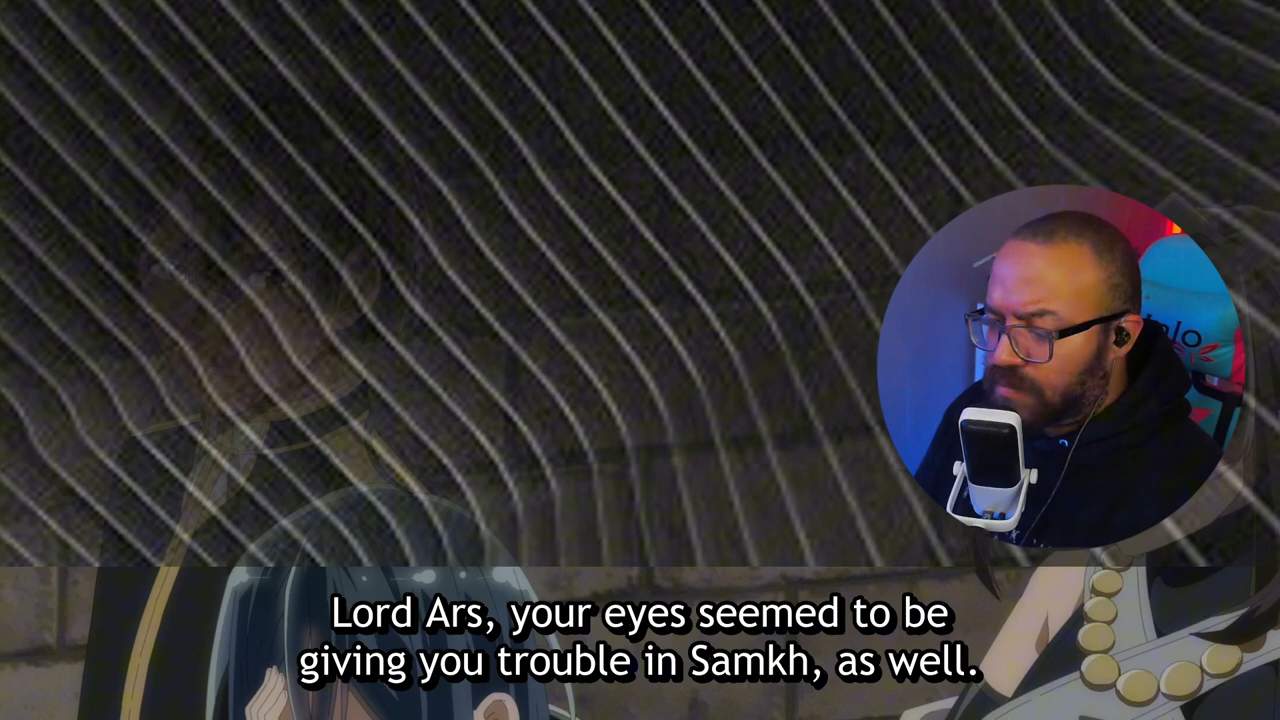 Lord Ars, your eyes seemed to be
giving you trouble in Samkh, as well.